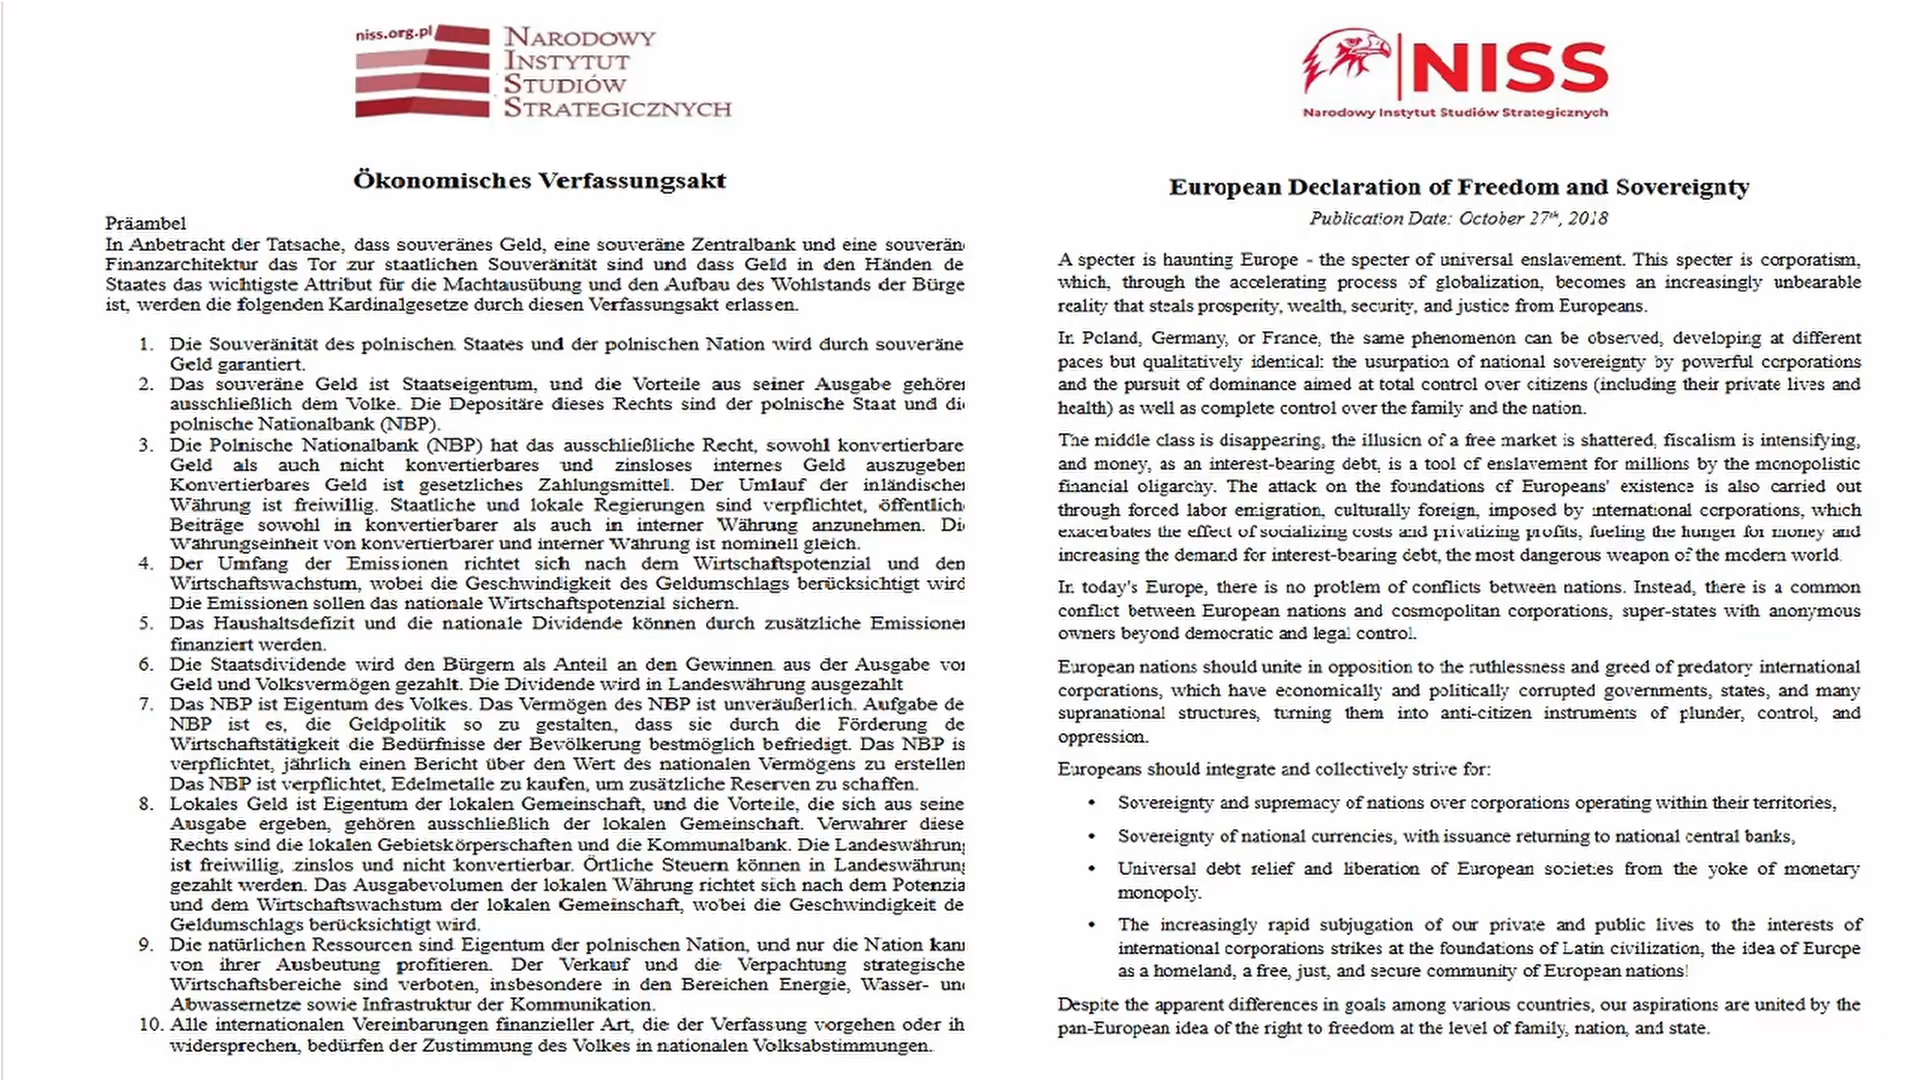 niss.org.pl
NARODOWY
INSTYTUT
STUDIÓW
STRATEGICZNYCH
Ökonomisches Verfassungsakt
Präambel
In Anbetracht der Tatsache, dass souveränes Geld, eine souveräne Zentralbank und eine souverän
Finanzarchitektur das Tor zur staatlichen Souveränität sind und dass Geld in den Händen de
Staates das wichtigste Attribut für die Machtausübung und den Aufbau des Wohlstands der Bürge
ist, werden die folgenden Kardinalgesetze durch diesen Verfassungsakt erlassen.
1. Die Souveränität des polnischen Staates und der polnischen Nation wird durch souveräne
Geld garantiert.
2. Das souveräne Geld ist Staatseigentum, und die Vorteile aus seiner Ausgabe gehören
ausschließlich dem Volke. Die Depositäre dieses Rechts sind der polnische Staat und di
polnische Nationalbank (NBP).
3. Die Polnische Nationalbank (NBP) hat das ausschließliche Recht, sowohl konvertierbare
Geld als auch nicht konvertierbares und zinsloses internes Geld auszugeben
Konvertierbares Geld ist gesetzliches Zahlungsmittel. Der Umlauf der inländischen
Währung ist freiwillig. Staatliche und lokale Regierungen sind verpflichtet, öffentlich
Beiträge sowohl in konvertierbarer als auch in interner Währung anzunehmen. Di
Währungseinheit von konvertierbarer und interner Währung ist nominell gleich.
4. Der Umfang der Emissionen richtet sich nach dem Wirtschaftspotenzial und den
Wirtschaftswachstum, wobei die Geschwindigkeit des Geldumschlags berücksichtigt wird
Die Emissionen sollen das nationale Wirtschaftspotenzial sichern.
5. Das Haushaltsdefizit und die nationale Dividende können durch zusätzliche Emissionen
finanziert werden.
6. Die Staatsdividende wird den Bürgern als Anteil an den Gewinnen aus der Ausgabe vo
Geld und Volksvermögen gezahlt. Die Dividende wird in Landeswährung ausgezahlt
7. Das NBP ist Eigentum des Volkes. Das Vermögen des NBP ist unveräußerlich. Aufgabe de
NBP ist es, die Geldpolitik so zu gestalten, dass sie durch die Förderung de
Wirtschaftstätigkeit die Bedürfnisse der Bevölkerung bestmöglich befriedigt. Das NBP is
verpflichtet, jährlich einen Bericht über den Wert des nationalen Vermögens zu erstellen
Das NBP ist verpflichtet, Edelmetalle zu kaufen, um zusätzliche Reserven zu schaffen.
8. Lokales Geld ist Eigentum der lokalen Gemeinschaft, und die Vorteile, die sich aus seine
Ausgabe ergeben, gehören ausschließlich der lokalen Gemeinschaft. Verwahrer diese
Rechts sind die lokalen Gebietskörperschaften und die Kommunalbank. Die Landeswährung
ist freiwillig, zinslos und nicht konvertierbar. Örtliche Steuern können in Landeswährung
gezahlt werden. Das Ausgabevolumen der lokalen Währung richtet sich nach dem Potenzia
und dem Wirtschaftswachstum der lokalen Gemeinschaft, wobei die Geschwindigkeit de
Geldumschlags berücksichtigt wird.
9. Die natürlichen Ressourcen sind Eigentum der polnischen Nation, und nur die Nation kann
von ihrer Ausbeutung profitieren. Der Verkauf und die Verpachtung strategische
Wirtschaftsbereiche sind verboten, insbesondere in den Bereichen Energie, Wasser- und
Abwassernetze sowie Infrastruktur der Kommunikation.
10. Alle internationalen Vereinbarungen finanzieller Art, die der Verfassung vorgehen oder ih
widersprechen, bedürfen der Zustimmung des Volkes in nationalen Volksabstimmungen.
NISS
Narodowy Instytut Studiów Strategicznych
European Declaration of Freedom and Sovereignty
Publication Date: October 27th, 2018
A specter is haunting Europe - the specter of universal enslavement. This specter is corporatism,
which, through the accelerating process of globalization, becomes an increasingly unbearable
reality that steals prosperity, wealth, security, and justice from Europeans.
In Poland, Germany, or France, the same phenomenon can be observed, developing at different
paces but qualitatively identical: the usurpation of national sovereignty by powerful corporations
and the pursuit of dominance aimed at total control over citizens (including their private lives and
health) as well as complete control over the family and the nation.
The middle class is disappearing, the illusion of a free market is shattered, fiscalism is intensifying,
and money, as an interest-bearing debt, is a tool of enslavement for millions by the monopolistic
financial oligarchy. The attack on the foundations of Europeans' existence is also carried out
through forced labor emigration, culturally foreign, imposed by international corporations, which
exacerbates the effect of socializing costs and privatizing profits, fueling the hunger for money and
increasing the demand for interest-bearing debt, the most dangerous weapon of the modern world.
In today's Europe, there is no problem of conflicts between nations. Instead, there is a common
conflict between European nations and cosmopolitan corporations, super-states with anonymous
owners beyond democratic and legal control.
European nations should unite in opposition to the ruthlessness and greed of predatory international
corporations, which have economically and politically corrupted governments, states, and many
supranational structures, turning them into anti-citizen instruments of plunder, control, and
oppression.
Europeans should integrate and collectively strive for:
• Sovereignty and supremacy of nations over corporations operating within their territories,
• Sovereignty of national currencies, with issuance returning to national central banks,
• Universal debt relief and liberation of European societies from the yoke of monetary
monopoly.
• The increasingly rapid subjugation of our private and public lives to the interests of
international corporations strikes at the foundations of Latin civilization, the idea of Europe
as a homeland, a free, just, and secure community of European nations!
Despite the apparent differences in goals among various countries, our aspirations are united by the
pan-European idea of the right to freedom at the level of family, nation, and state.